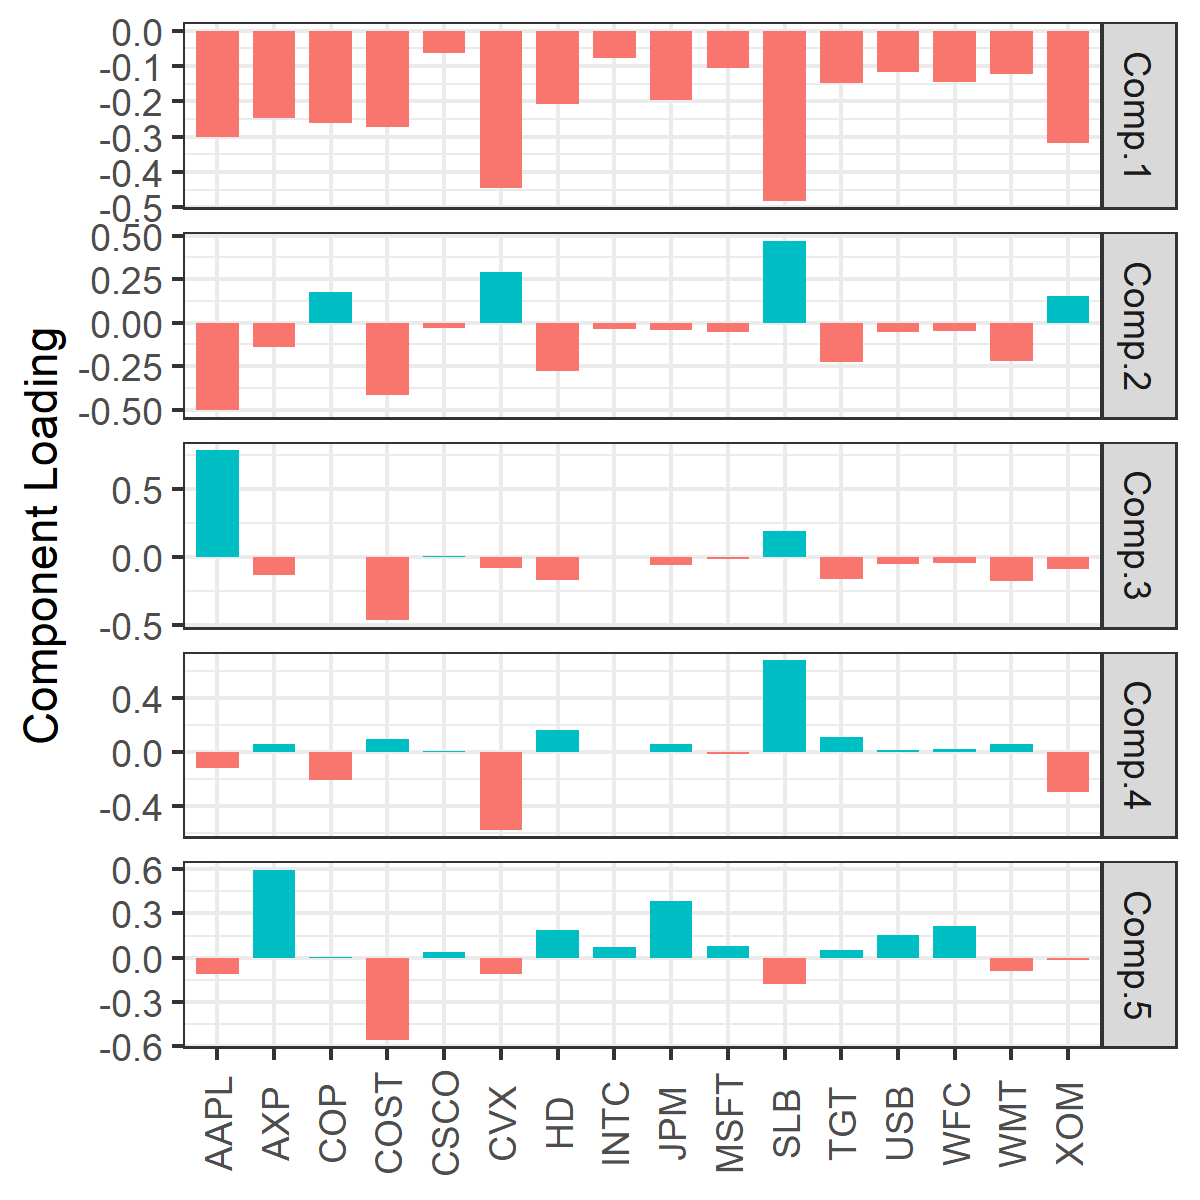 Component Loading
0.0
-0.1
-0.2
-0.3
-0.4
-0.5
Comp.1
0.50
0.25
0.00
-0.25
-0.50
Comp.2
0.5
0.0
-0.5
Comp.3
0.4
0.0
-0.4
Comp.4
0.6
0.3
0.0
-0.3
-0.6
Comp.5
AAPL
AXP
COP
COST
CSCO
CVX
HD
INTC
JPM
MSFT
SLB
TGT
USB
WFC
WMT
XOM